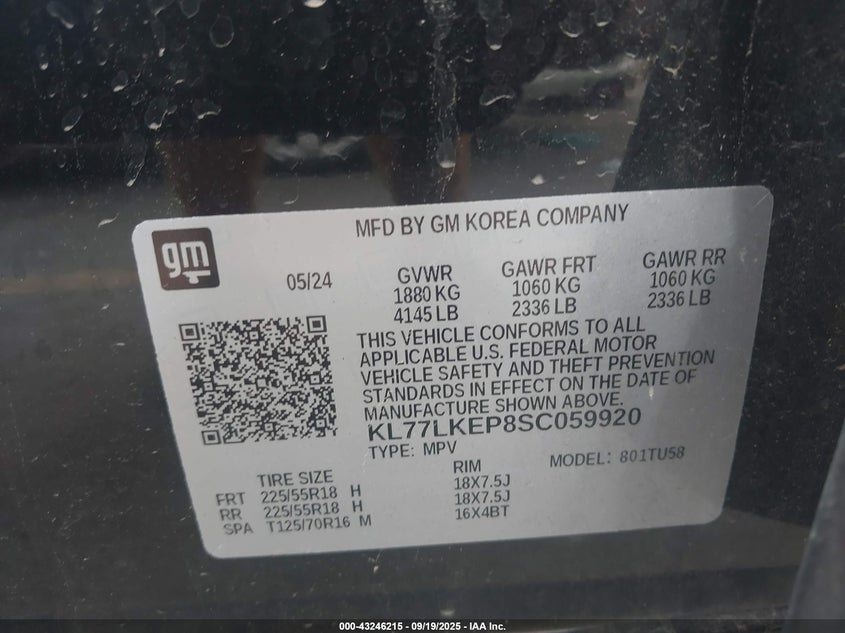 MFD BY GM KOREA COMPANY
gm
05/24
GVWR GAWR FRT GAWR RR
1880 KG 1060 KG 1060 KG
4145 LB 2336 LB 2336 LB
THIS VEHICLE CONFORMS TO ALL
APPLICABLE U.S. FEDERAL MOTOR
VEHICLE SAFETY AND THEFT PREVENTION
STANDARDS IN EFFECT ON THE DATE OF
MANUFACTURE SHOWN ABOVE.
KL77LKEP8SC059920
TYPE: MPV MODEL: 801TU58
TIRE SIZE RIM
FRT 225/55R18 H 18X7.5J
RR 225/55R18 H 18X7.5J
SPA T125/70R16 M 16X4BT
000-43246215 - 09/19/2025 - IAA Inc.